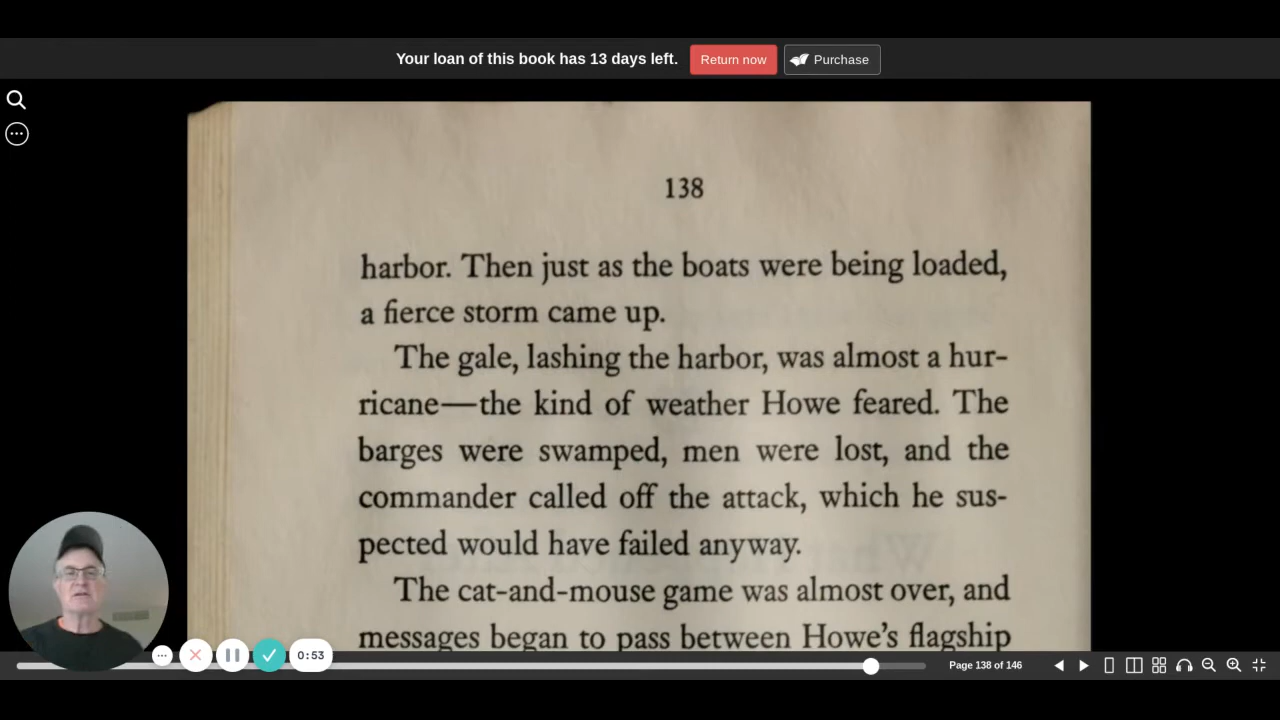 Your loan of this book has 13 days left. Return now Purchase
138
harbor. Then just as the boats were being loaded,
a fierce storm came up.
The gale, lashing the harbor, was almost a hur-
ricane—the kind of weather Howe feared. The
barges were swamped, men were lost, and the
commander called off the attack, which he sus-
pected would have failed anyway.
The cat-and-mouse game was almost over, and
messages began to pass between Howe's flagship
0:53
Page 138 of 146